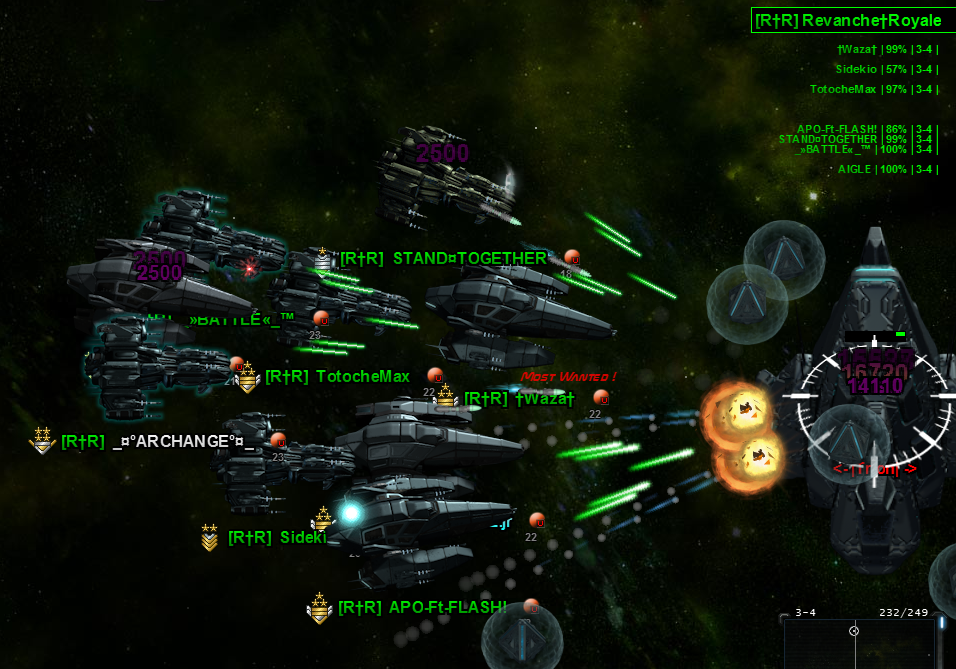 [R†R] Revanche†Royale
†Waza† | 99% | 3-4 |
Sidekio | 57% | 3-4 |
TotocheMax | 97% | 3-4 |
APO-Ft-FLASH! | 86% | 3-4 |
STAND¤TOGETHER | 99% | 3-4 |
_»BATTLE«_™ | 100% | 3-4 |
AIGLE | 100% | 3-4 |
2500
[R†R] STAND¤TOGETHER
18
2500
_»BATTLE«_™
23
[R†R] TotocheMax
22
MOST WANTED !
[R†R] †Waza†
22
14110
[R†R] _¤°ARCHANGE°¤_
23
[R†R] Sideki
22
[R†R] APO-Ft-FLASH!
3-4 232/249